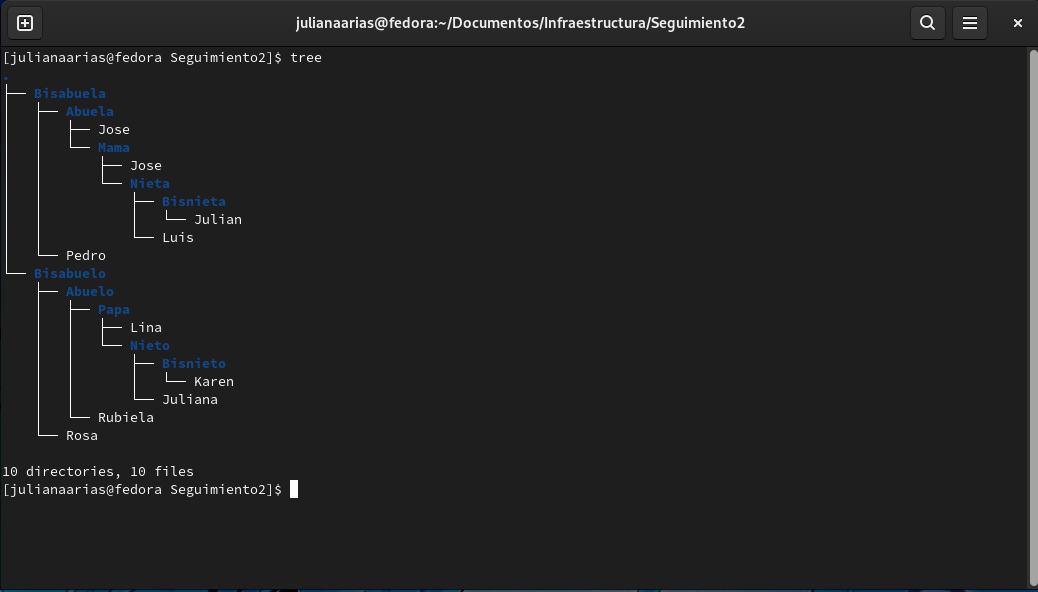 julianaarias@fedora:~/Documentos/Infraestructura/Seguimiento2
[julianaarias@fedora Seguimiento2]$ tree
.
├── Bisabuela
│   ├── Abuela
│   │   ├── Jose
│   │   └── Mama
│   │       ├── Jose
│   │       └── Nieta
│   │           ├── Bisnieta
│   │           │   └── Julian
│   │           └── Luis
│   └── Pedro
└── Bisabuelo
    ├── Abuelo
    │   ├── Papa
    │   │   ├── Lina
    │   │   └── Nieto
    │   │       ├── Bisnieto
    │   │       │   └── Karen
    │   │       └── Juliana
    │   └── Rubiela
    └── Rosa
10 directories, 10 files
[julianaarias@fedora Seguimiento2]$